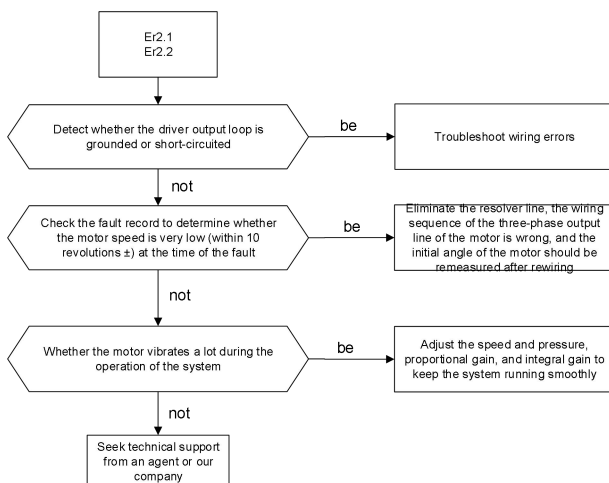 Er2.1
Er2.2
Detect whether the driver output loop is
grounded or short-circuited
be
Troubleshoot wiring errors
not
Check the fault record to determine whether
the motor speed is very low (within 10
revolutions ±) at the time of the fault
be
Eliminate the resolver line, the wiring
sequence of the three-phase output
line of the motor is wrong, and the
initial angle of the motor should be
remeasured after rewiring
not
Whether the motor vibrates a lot during the
operation of the system
be
Adjust the speed and pressure,
proportional gain, and integral gain to
keep the system running smoothly
not
Seek technical support
from an agent or our
company